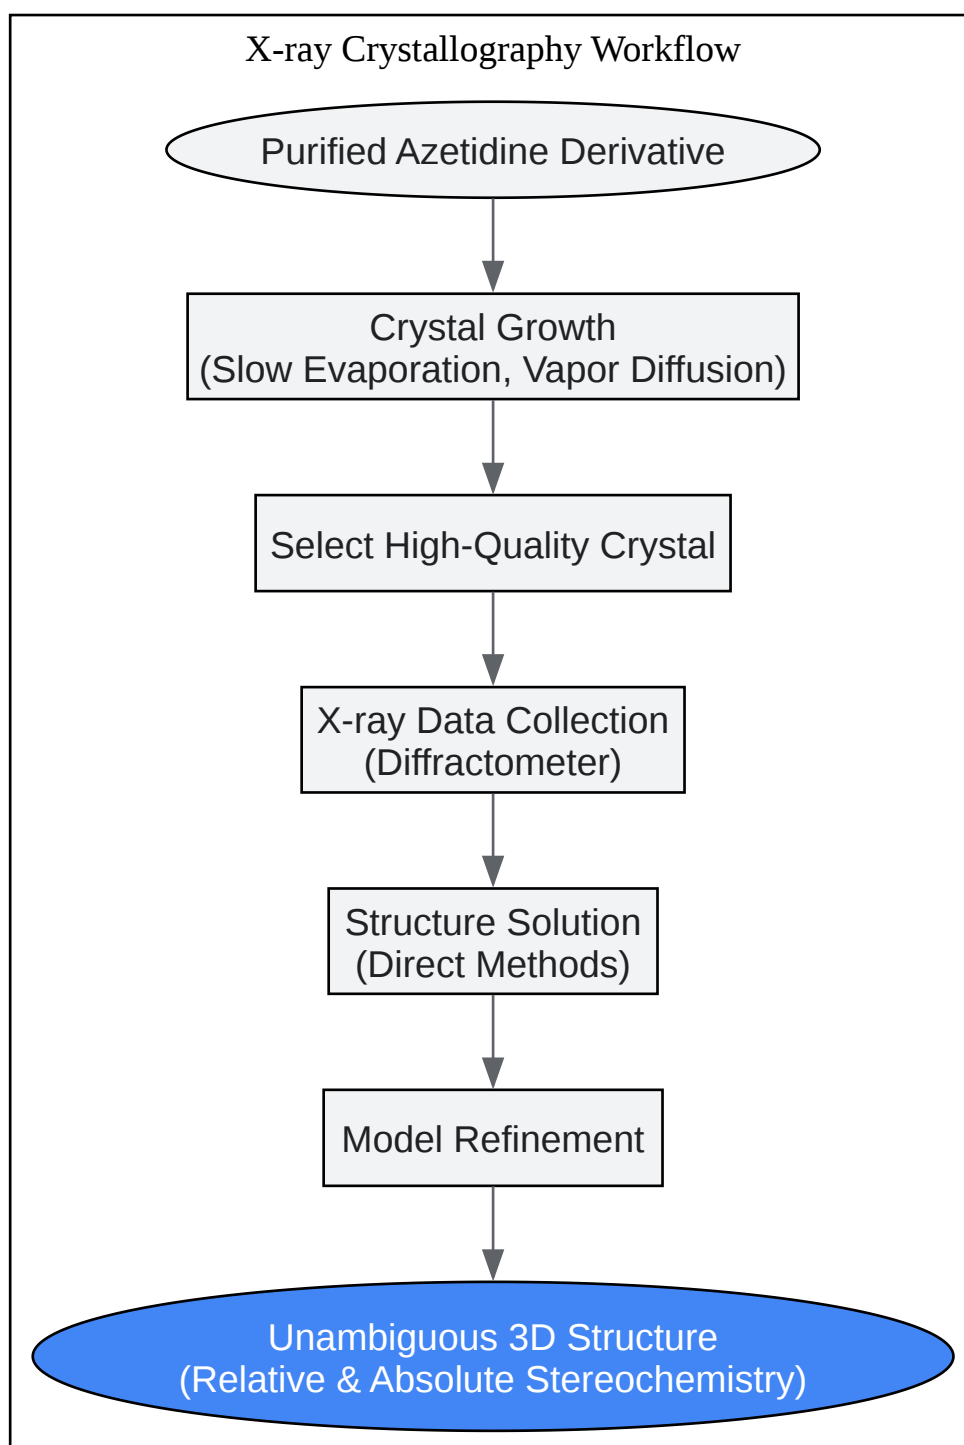 X-ray Crystallography Workflow
Purified Azetidine Derivative
Crystal Growth
(Slow Evaporation, Vapor Diffusion)
Select High-Quality Crystal
X-ray Data Collection
(Diffractometer)
Structure Solution
(Direct Methods)
Model Refinement
Unambiguous 3D Structure
(Relative & Absolute Stereochemistry)